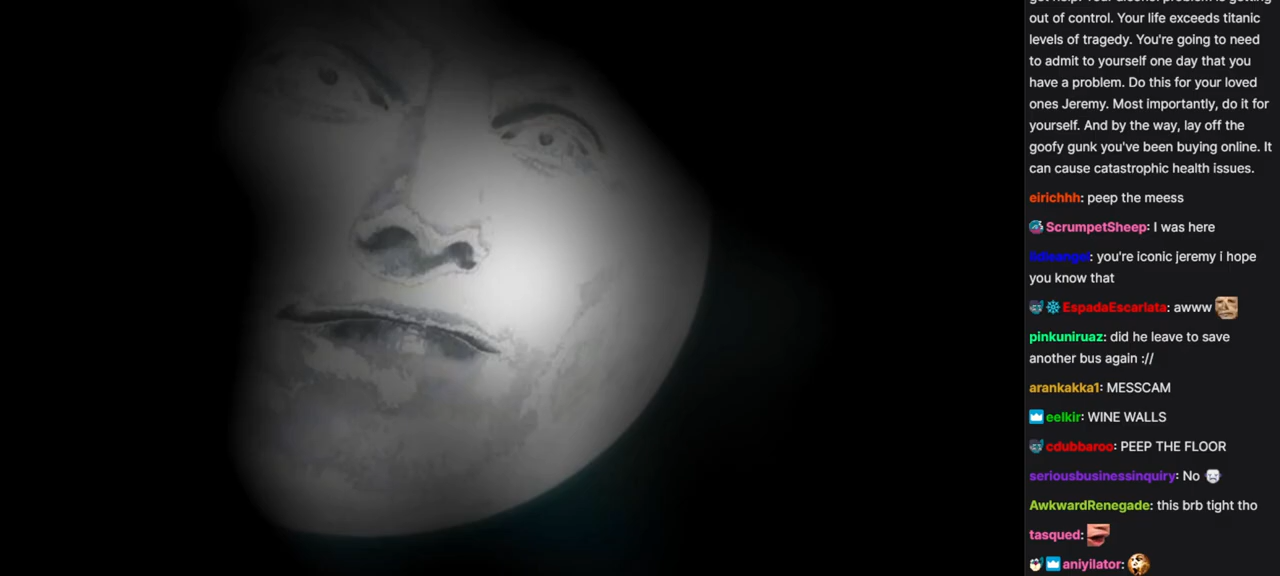 out of control. Your life exceeds titanic
levels of tragedy. You're going to need
to admit to yourself one day that you
have a problem. Do this for your loved
ones Jeremy. Most importantly, do it for
yourself. And by the way, lay off the
goofy gunk you've been buying online. It
can cause catastrophic health issues.
eirichhh: peep the meess
ScrumpetSheep: I was here
: you're iconic jeremy i hope
you know that
EspadaEscarlata: awww
pinkuniruaz: did he leave to save
another bus again ://
arankakka1: MESSCAM
eelkir: WINE WALLS
cdubbaroo: PEEP THE FLOOR
seriousbusinessinquiry: No
AwkwardRenegade: this brb tight tho
tasqued:
aniyilator: